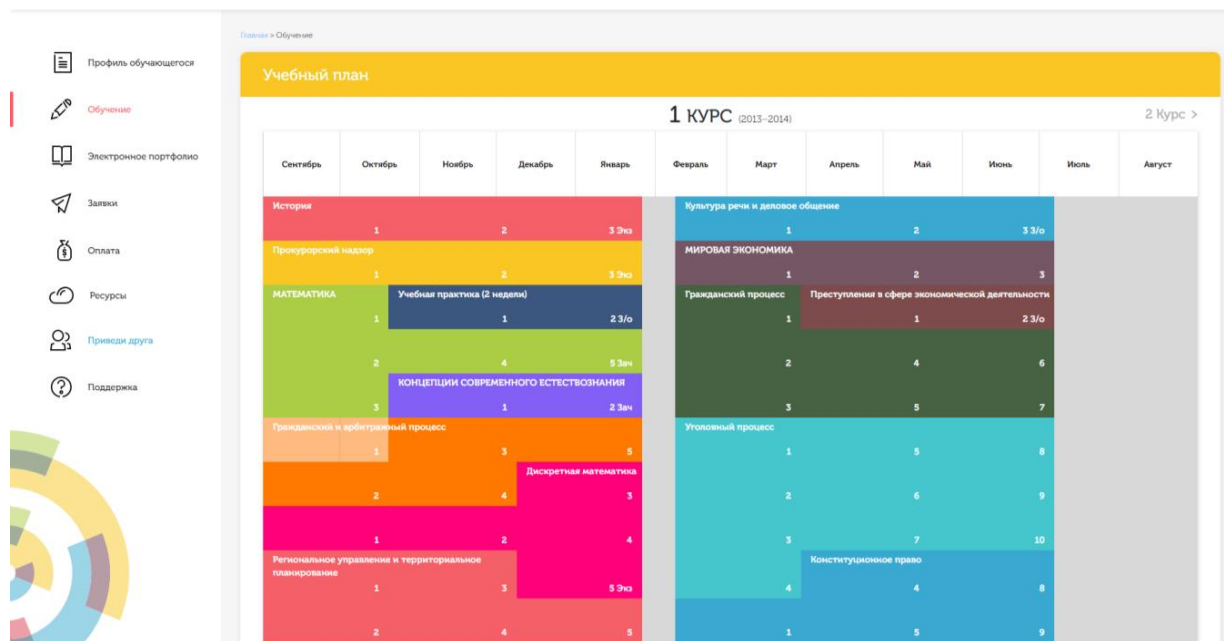 Главная > Обучение
Профиль обучающегося
Обучение
Электронное портфолио
Заявки
Оплата
Ресурсы
Приведи друга
Поддержка
Учебный план
1 КУРС (2013–2014)
2 Курс >
Сентябрь Октябрь Ноябрь Декабрь Январь Февраль Март Апрель Май Июнь Июль Август
История Культура речи и деловое общение
1 2 3 Экз 1 2 3 З/о
Прокурорский надзор МИРОВАЯ ЭКОНОМИКА
1 2 3 Экз 1 2 3
МАТЕМАТИКА Учебная практика (2 недели) Гражданский процесс Преступления в сфере экономической деятельности
1 1 2 З/о 1 1 2 З/о
2 4 5 Зач 2 4 6
КОНЦЕПЦИИ СОВРЕМЕННОГО ЕСТЕСТВОЗНАНИЯ
3 1 2 Зач 3 5 7
Гражданский и арбитражный процесс Уголовный процесс
1 3 5 1 5 8
Дискретная математика
2 4 3 2 6 9
1 2 4 3 7 10
Региональное управления и территориальное Конституционное право
планирование
1 3 5 Экз 4 4 8
2 4 5 1 5 9